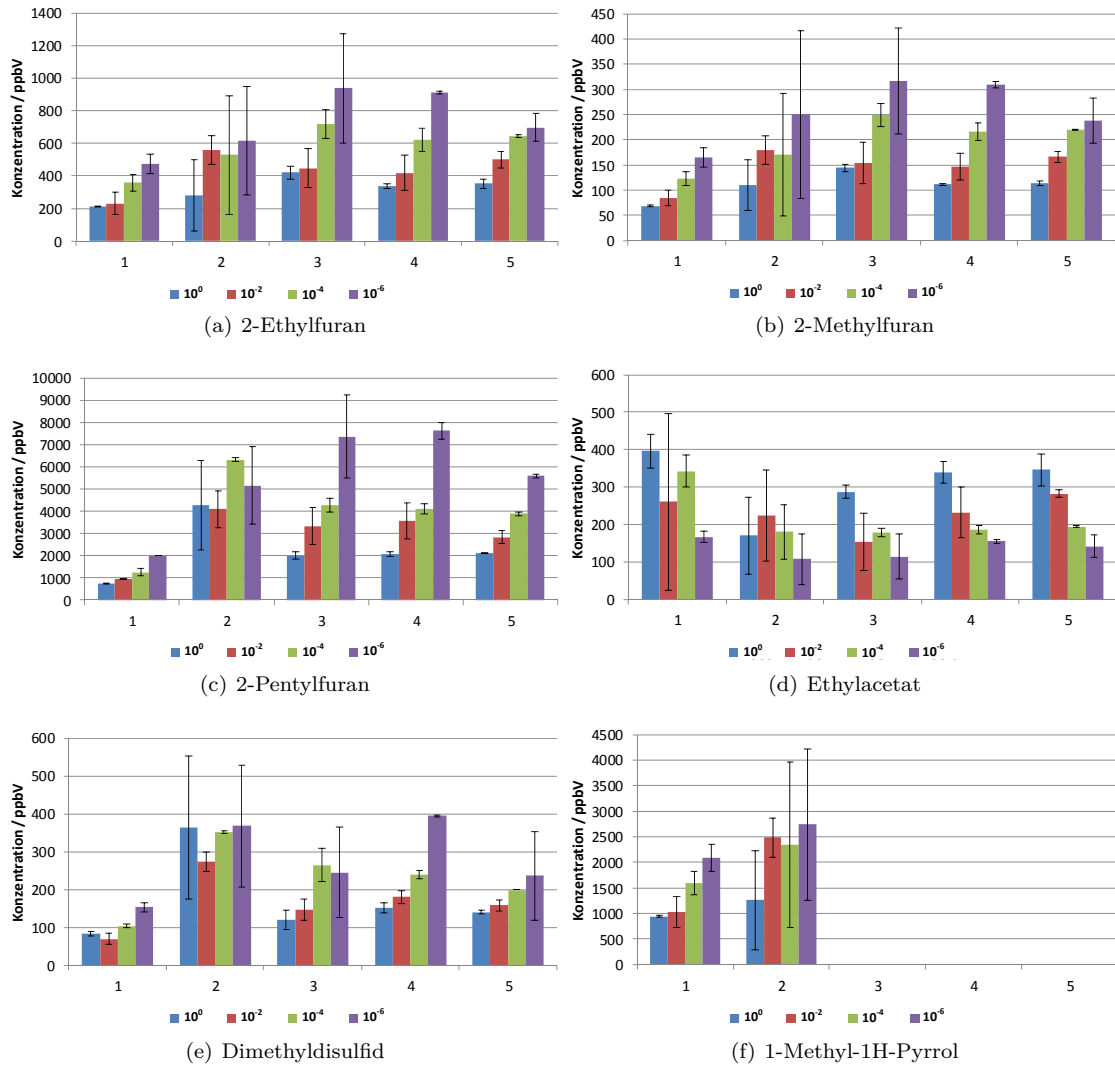 1400
1200
1000
800
600
400
200
0
Konzentration / ppbV
1 2 3 4 5
10⁰ 10⁻² 10⁻⁴ 10⁻⁶
(a) 2-Ethylfuran
450
400
350
300
250
200
150
100
50
0
Konzentration / ppbV
1 2 3 4 5
10⁰ 10⁻² 10⁻⁴ 10⁻⁶
(b) 2-Methylfuran
10000
9000
8000
7000
6000
5000
4000
3000
2000
1000
0
Konzentration / ppbV
1 2 3 4 5
10⁰ 10⁻² 10⁻⁴ 10⁻⁶
(c) 2-Pentylfuran
600
500
400
300
200
100
0
Konzentration / ppbV
1 2 3 4 5
10⁰ 10⁻² 10⁻⁴ 10⁻⁶
(d) Ethylacetat
600
500
400
300
200
100
0
Konzentration / ppbV
1 2 3 4 5
10⁰ 10⁻² 10⁻⁴ 10⁻⁶
(e) Dimethyldisulfid
4500
4000
3500
3000
2500
2000
1500
1000
500
0
Konzentration / ppbV
1 2 3 4 5
10⁰ 10⁻² 10⁻⁴ 10⁻⁶
(f) 1-Methyl-1H-Pyrrol